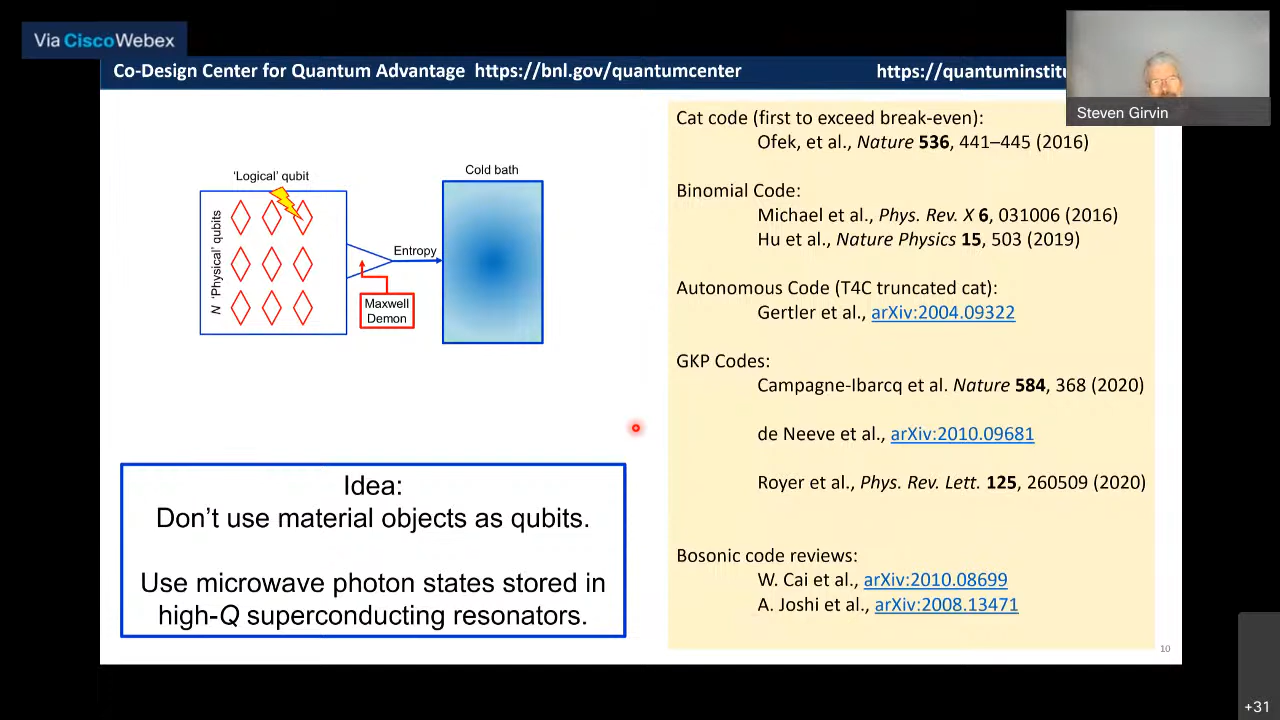 Via CiscoWebex
Co-Design Center for Quantum Advantage https://bnl.gov/quantumcenter
https://quantuminstitu
Steven Girvin
'Logical' qubit
N 'Physical' qubits
Entropy
Maxwell
Demon
Cold bath
Idea:
Don't use material objects as qubits.
Use microwave photon states stored in
high-Q superconducting resonators.
Cat code (first to exceed break-even):
Ofek, et al., Nature 536, 441–445 (2016)
Binomial Code:
Michael et al., Phys. Rev. X 6, 031006 (2016)
Hu et al., Nature Physics 15, 503 (2019)
Autonomous Code (T4C truncated cat):
Gertler et al., arXiv:2004.09322
GKP Codes:
Campagne-Ibarcq et al. Nature 584, 368 (2020)
de Neeve et al., arXiv:2010.09681
Royer et al., Phys. Rev. Lett. 125, 260509 (2020)
Bosonic code reviews:
W. Cai et al., arXiv:2010.08699
A. Joshi et al., arXiv:2008.13471
10
+31